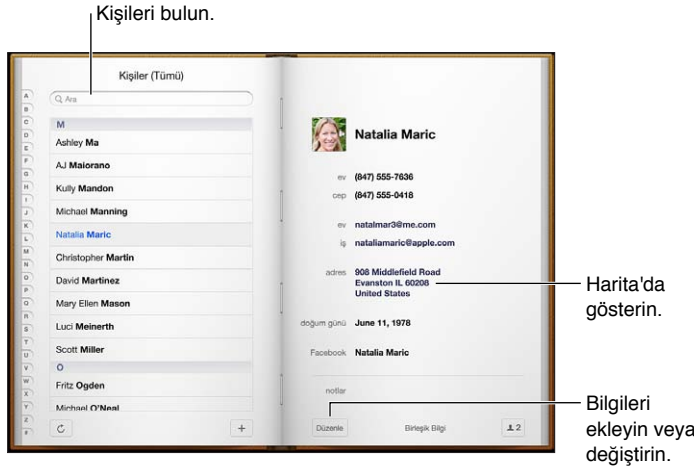 Kişileri bulun.
Kişiler (Tümü)
Ara
A
B
C
D
E
F
G
H
I
J
K
L
M
N
O
P
Q
R
S
T
U
V
W
X
Y
Z
#
M
Ashley Ma
AJ Maiorano
Kully Mandon
Michael Manning
Natalia Maric
Christopher Martin
David Martinez
Mary Ellen Mason
Luci Meinerth
Scott Miller
O
Fritz Ogden
Michael O'Neal
+
Natalia Maric
ev (847) 555-7636
cep (847) 555-0418
ev natalmar3@me.com
iş nataliamaric@apple.com
adres 908 Middlefield Road
Evanston IL 60208
United States
doğum günü June 11, 1978
Facebook Natalia Maric
notlar
Düzenle Birleşik Bilgi 2
Harita'da
gösterin.
Bilgileri
ekleyin veya
değiştirin.